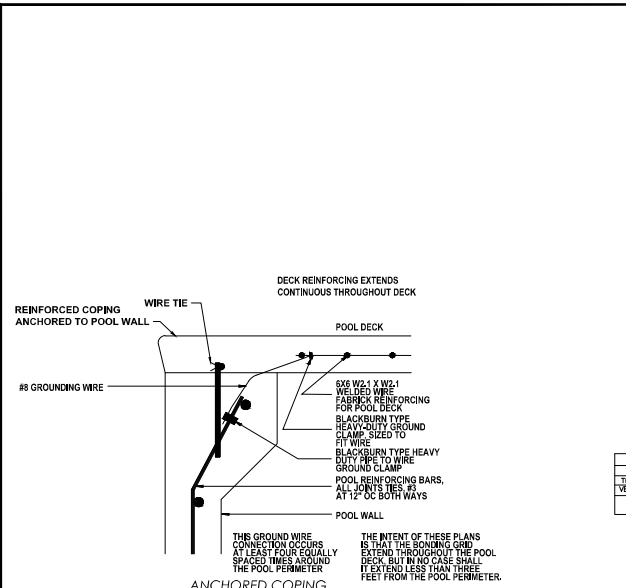 DECK REINFORCING EXTENDS
CONTINUOUS THROUGHOUT DECK
WIRE TIE
REINFORCED COPING
ANCHORED TO POOL WALL
POOL DECK
#8 GROUNDING WIRE
6X6 W2.1 X W2.1
WELDED WIRE
FABRICK REINFORCING
FOR POOL DECK
BLACKBURN TYPE
HEAVY-DUTY GROUND
CLAMP, SIZED TO
FIT WIRE
BLACKBURN TYPE HEAVY
DUTY PIPE TO WIRE
GROUND CLAMP
POOL REINFORCING BARS,
ALL JOINTS TIES, #3
AT 12" OC BOTH WAYS
POOL WALL
THIS GROUND WIRE
CONNECTION OCCURS
AT LEAST FOUR EQUALLY
SPACED TIMES AROUND
THE POOL PERIMETER
THE INTENT OF THESE PLANS
IS THAT THE BONDING GRID
EXTEND THROUGHOUT THE POOL
DECK, BUT IN NO CASE SHALL
IT EXTEND LESS THAN THREE
FEET FROM THE POOL PERIMETER.
ANCHORED COPING